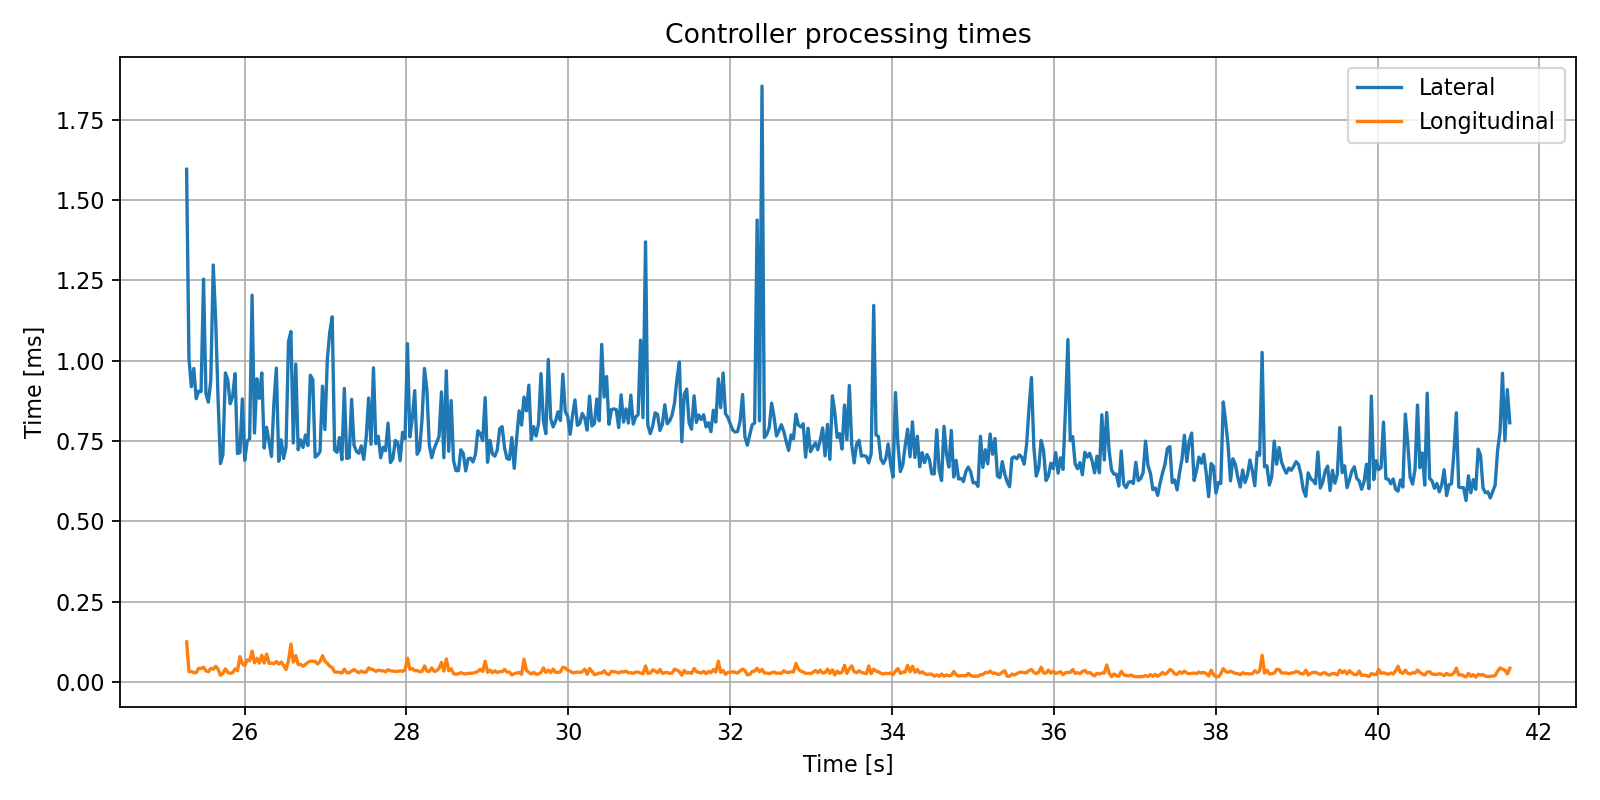 Controller processing times
Lateral
Longitudinal
Time [ms]
1.75
1.50
1.25
1.00
0.75
0.50
0.25
0.00
26 28 30 32 34 36 38 40 42
Time [s]